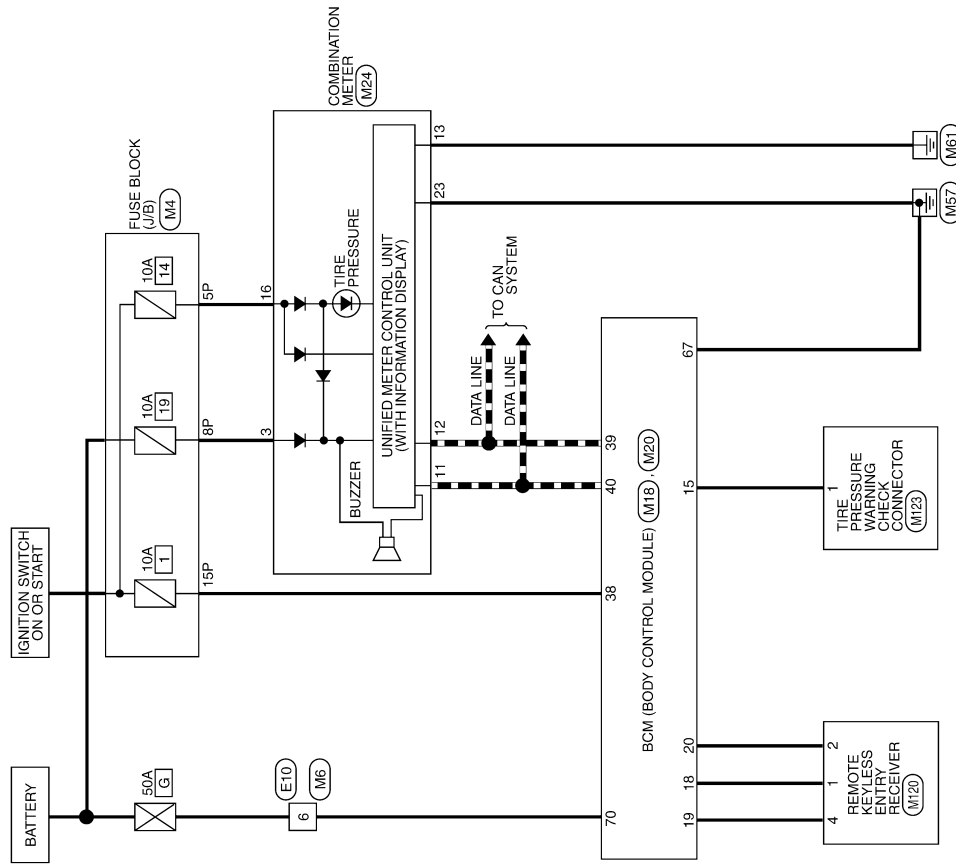 BATTERY
IGNITION SWITCH
ON OR START
50A
G
10A
1
10A
19
10A
14
FUSE BLOCK
(J/B)
M4
15P
8P
5P
E10
6
M6
3
16
COMBINATION
METER
M24
BUZZER
TIRE
PRESSURE
UNIFIED METER CONTROL UNIT
(WITH INFORMATION DISPLAY)
11
12
23
13
DATA LINE
DATA LINE
TO CAN
SYSTEM
70
38
40
39
BCM (BODY CONTROL MODULE) M18 , M20
19
18
20
15
67
4
1
2
REMOTE
KEYLESS
ENTRY
RECEIVER
M120
1
TIRE
PRESSURE
WARNING
CHECK
CONNECTOR
M123
M57
M61